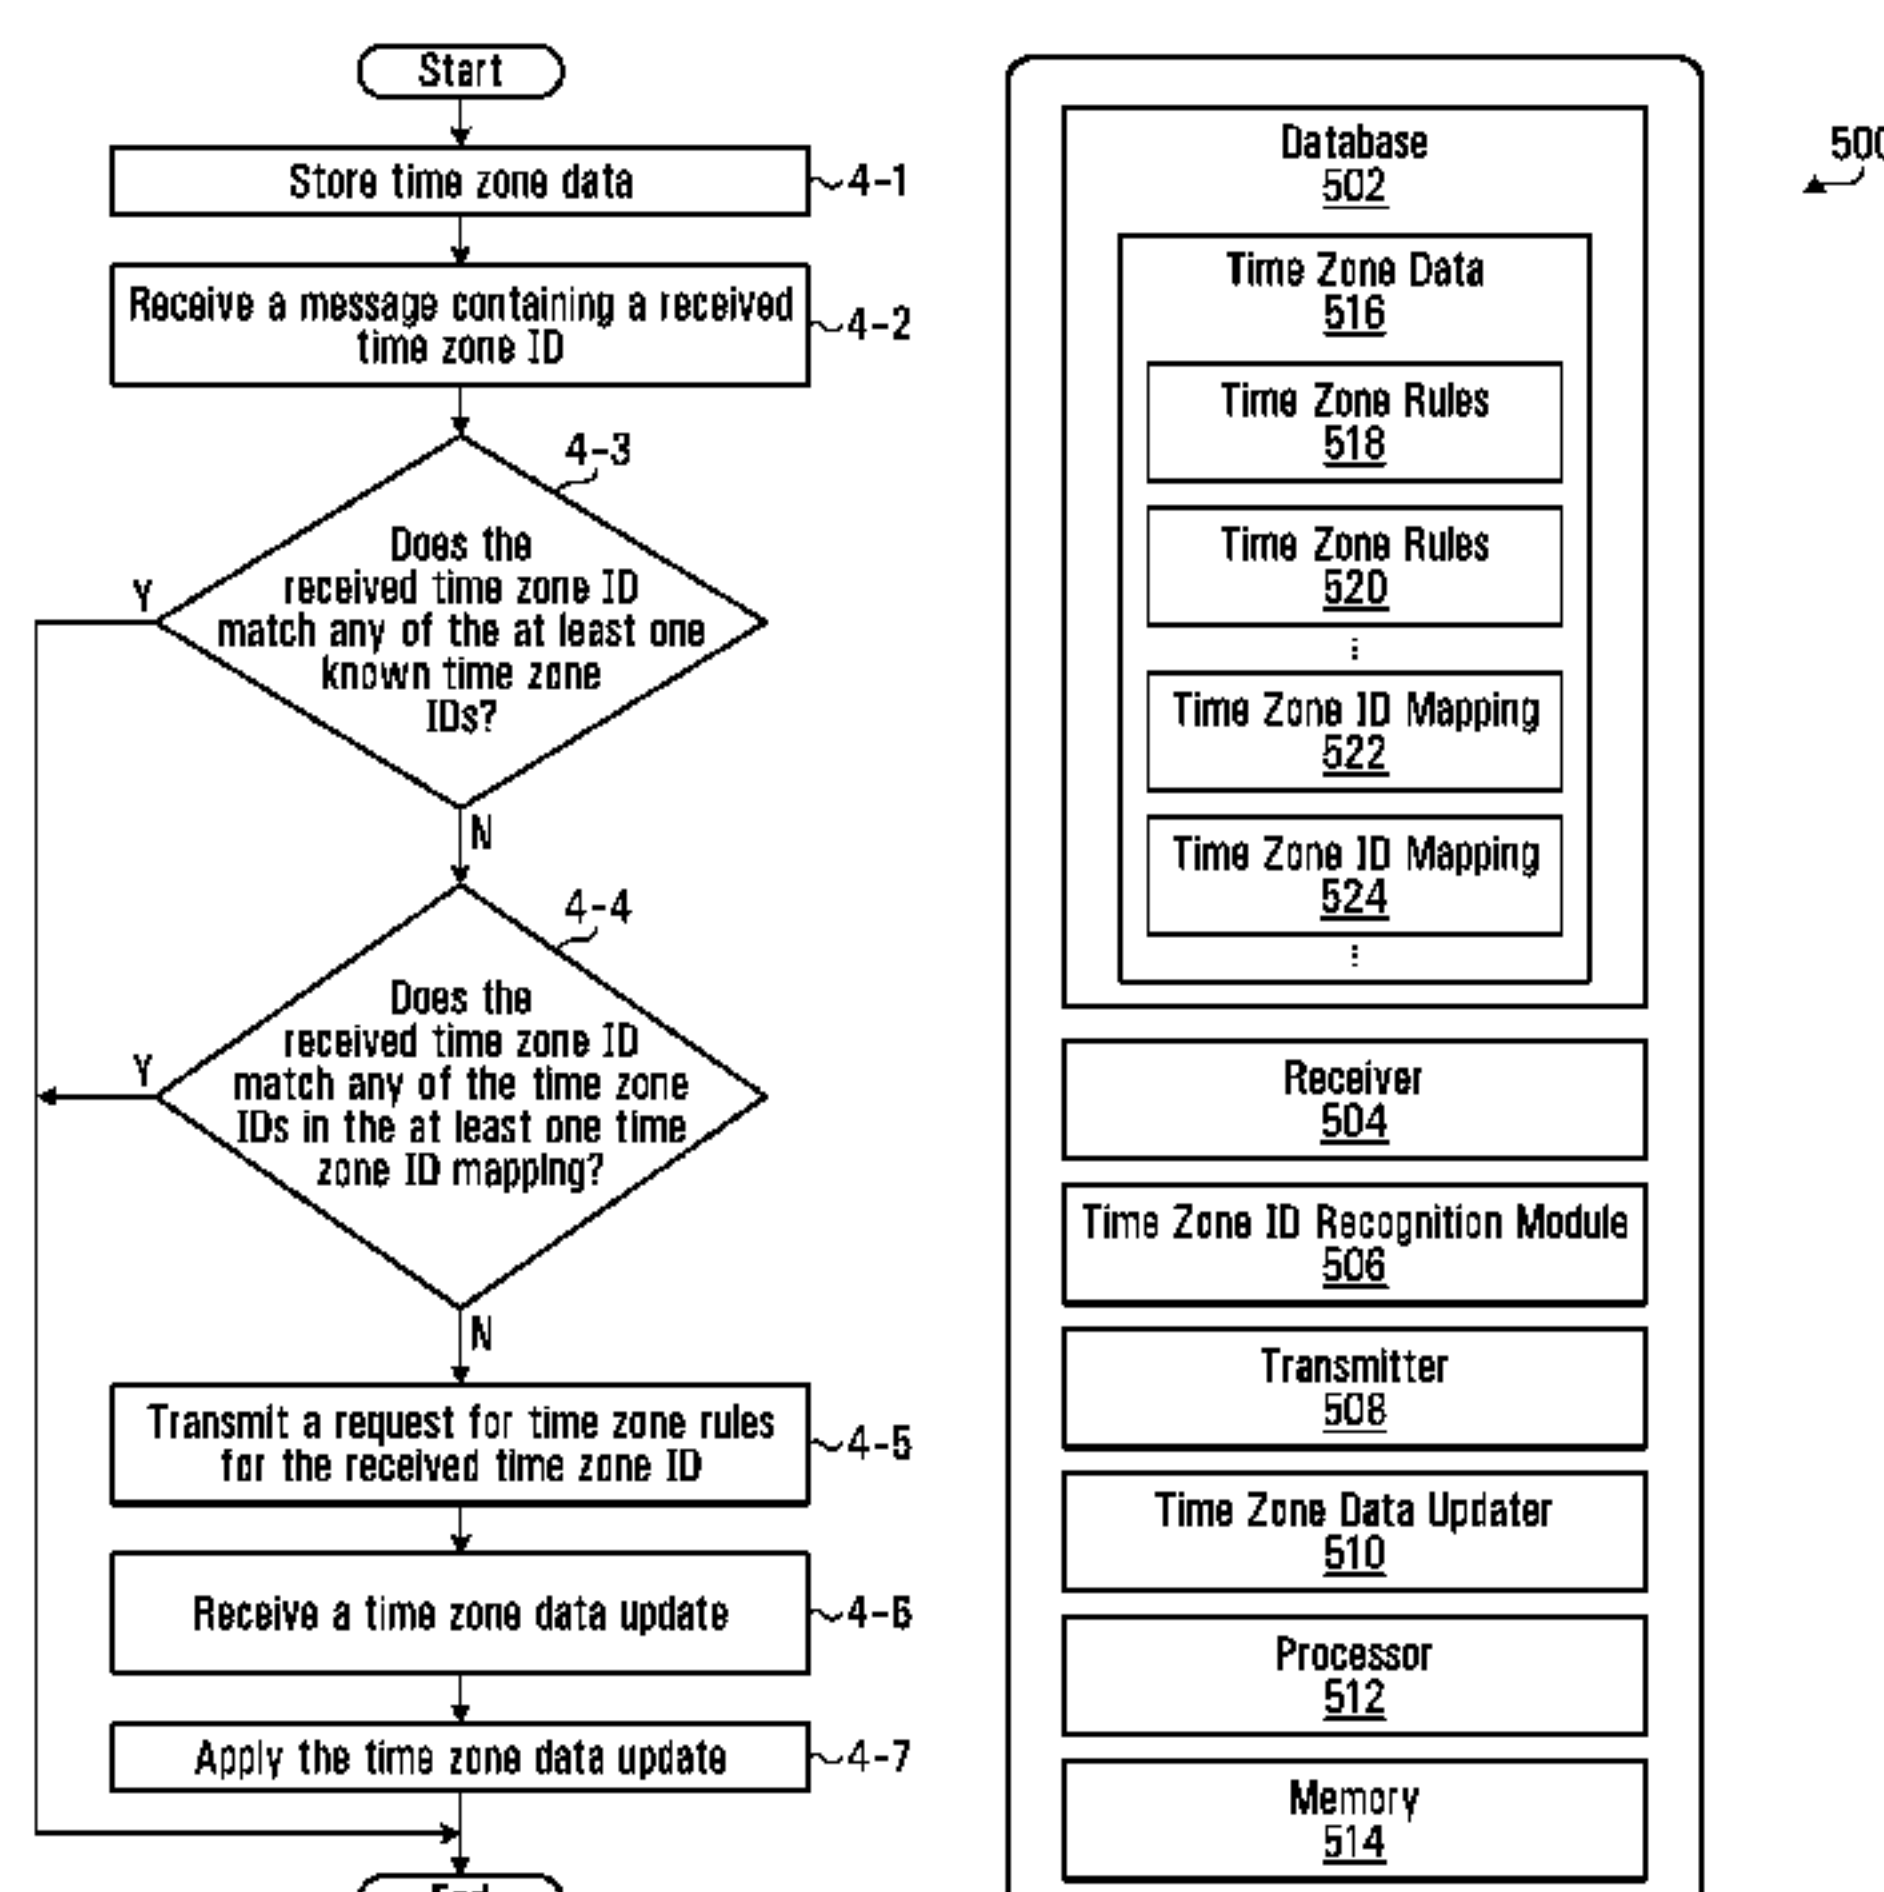 Start
Store time zone data
4-1
Receive a message containing a received
time zone ID
4-2
4-3
Does the
received time zone ID
match any of the at least one
known time zone
IDs?
Y
N
4-4
Does the
received time zone ID
match any of the time zone
IDs in the at least one time
zone ID mapping?
Y
N
Transmit a request for time zone rules
for the received time zone ID
4-5
Receive a time zone data update
4-6
Apply the time zone data update
4-7
End
500
Database
502
Time Zone Data
516
Time Zone Rules
518
Time Zone Rules
520
⋮
Time Zone ID Mapping
522
Time Zone ID Mapping
524
⋮
Receiver
504
Time Zone ID Recognition Module
506
Transmitter
508
Time Zone Data Updater
510
Processor
512
Memory
514